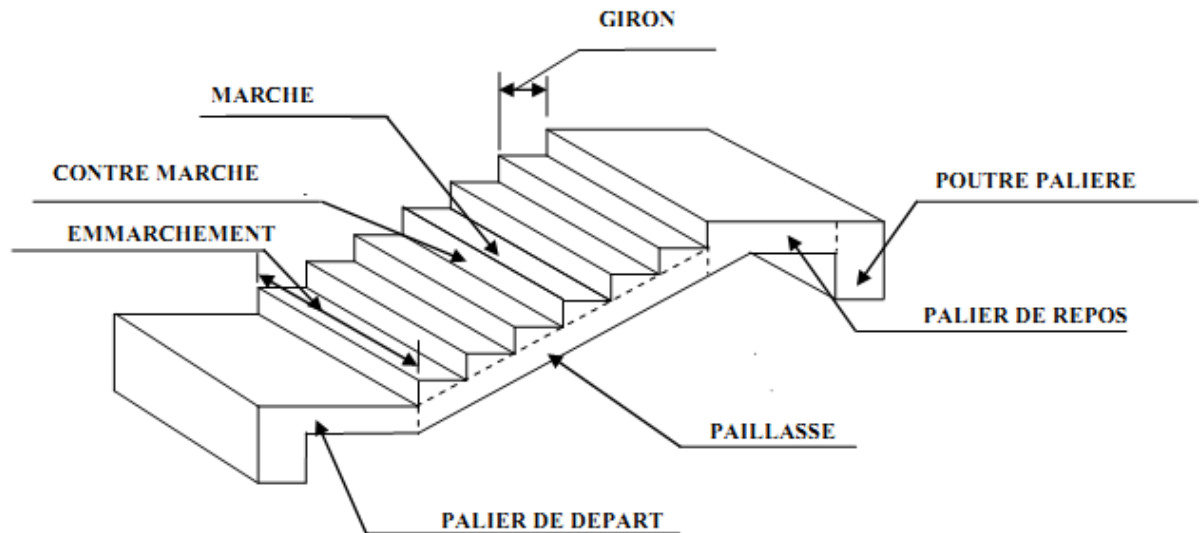 GIRON
MARCHE
CONTRE MARCHE
POUTRE PALIERE
EMMARCHEMENT
PALIER DE REPOS
PAILLASSE
PALIER DE DEPART